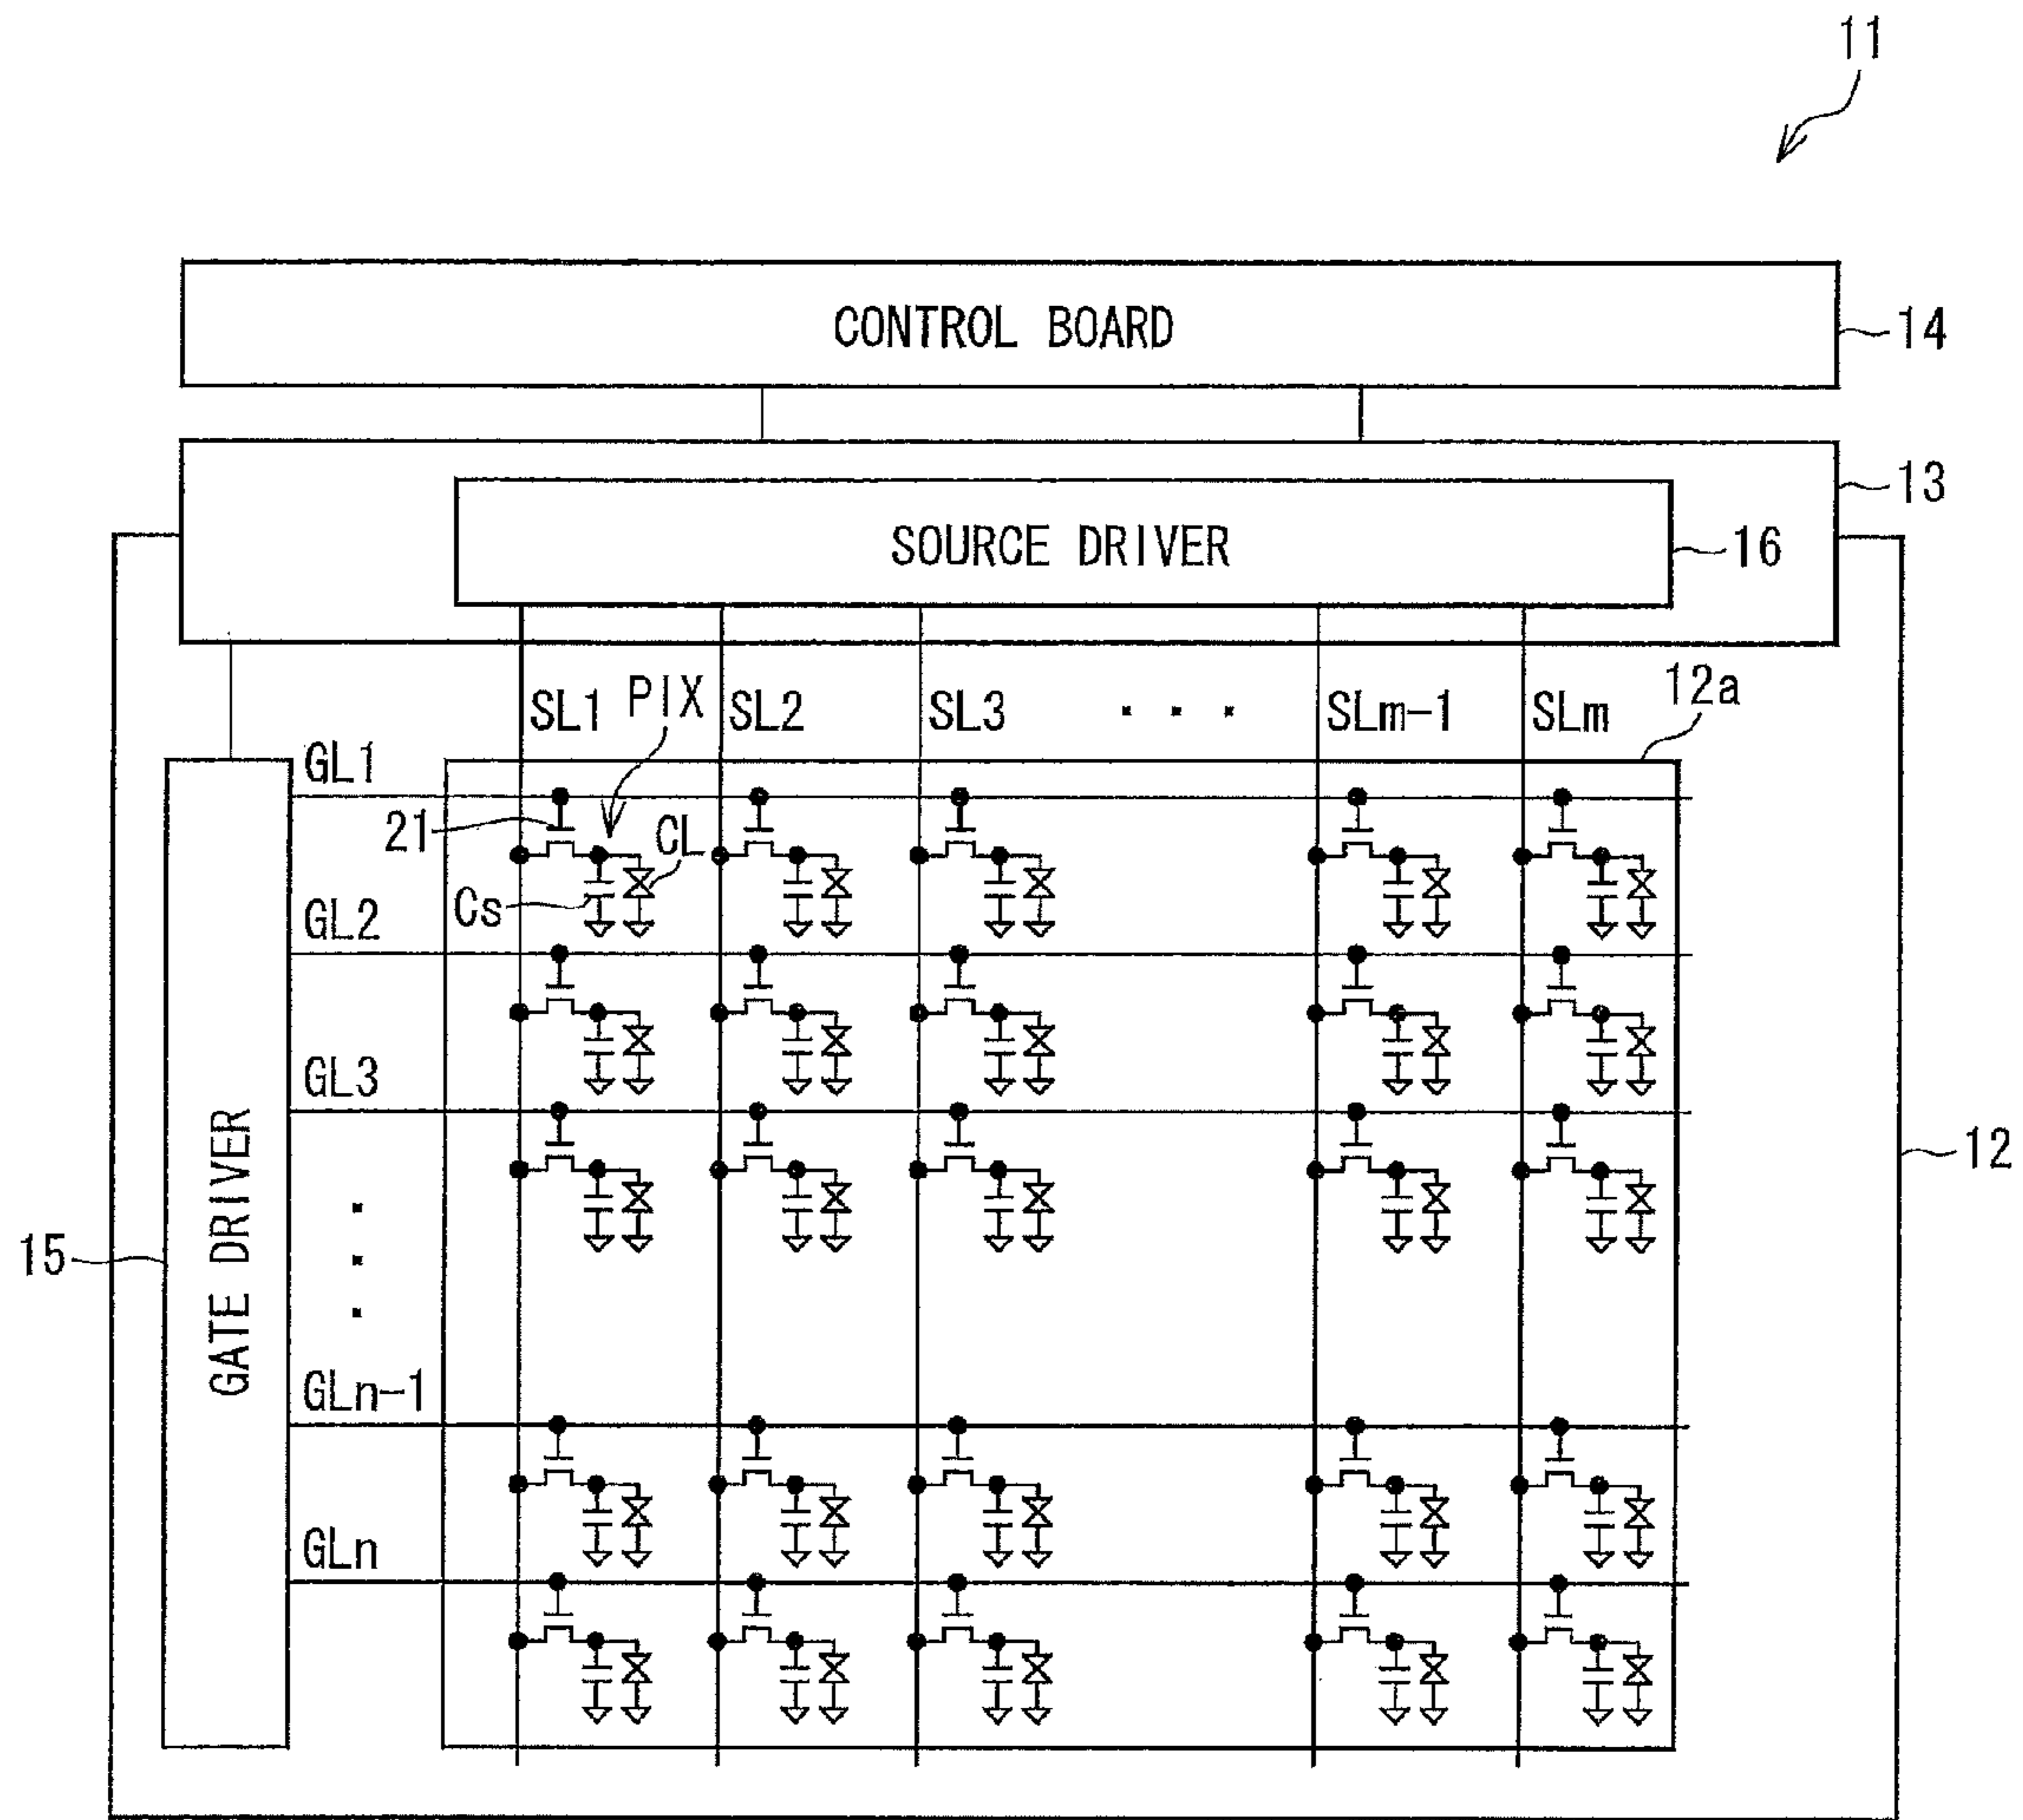 11
CONTROL BOARD
14
13
SOURCE DRIVER
16
12a
SL1 PIX SL2 SL3 ... SLm-1 SLm
GL1
21
CL
Cs
GL2
GL3
12
15
GATE DRIVER
GLn-1
GLn